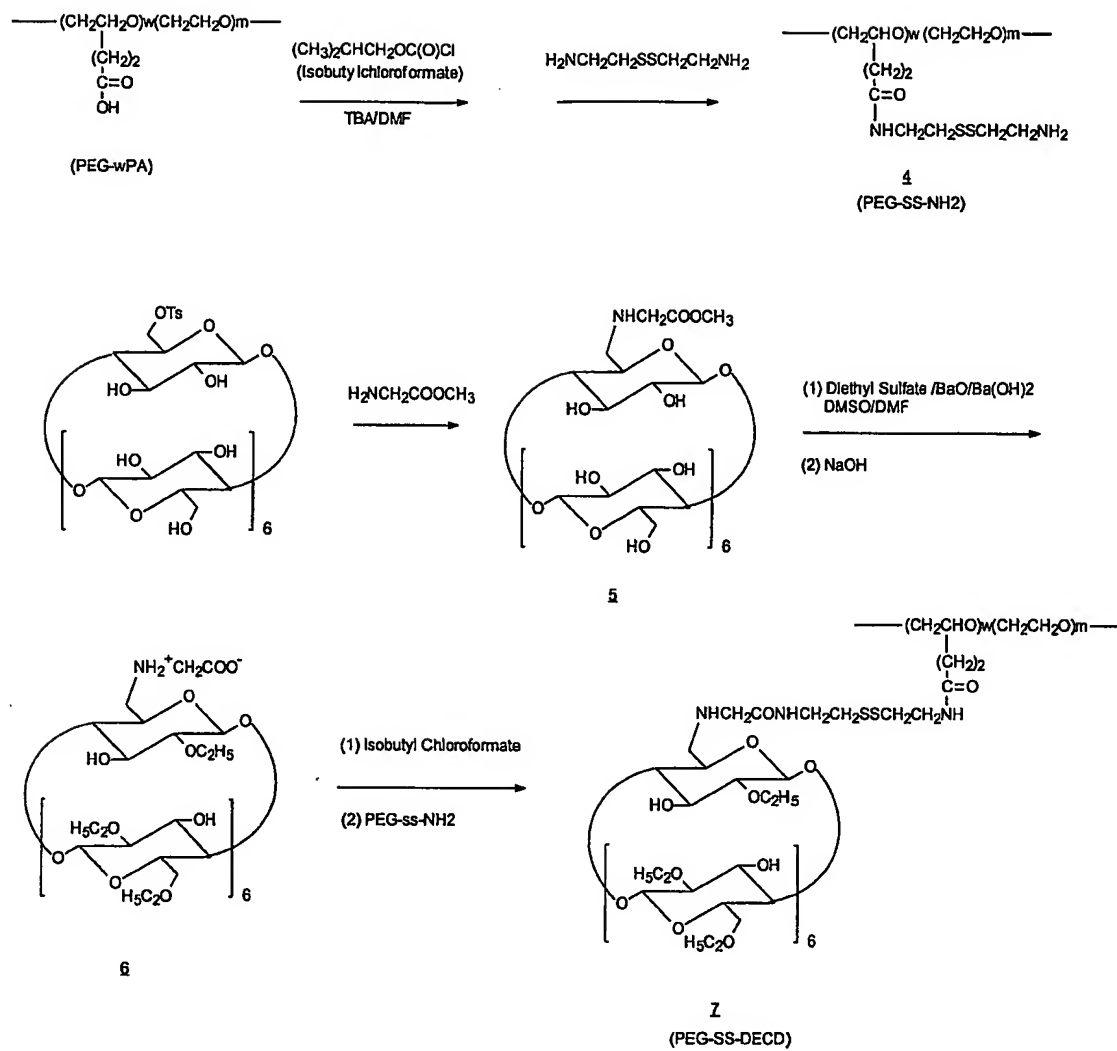 (CH2CH2O)w(CH2CH2O)m
(CH2)2
C=O
OH
(PEG-wPA)
(CH3)2CHCH2OC(O)Cl
(Isobutylchloroformate)
TBA/DMF
H2NCH2CH2SSCH2CH2NH2
(CH2CHO)w(CH2CH2O)m
(CH2)2
C=O
NHCH2CH2SSCH2CH2NH2
4
(PEG-SS-NH2)
OTs
O
O
HO
OH
HO
OH
O
O
HO
6
H2NCH2COOCH3
NHCH2COOCH3
O
O
HO
OH
HO
OH
O
O
HO
6
5
(1) Diethyl Sulfate /BaO/Ba(OH)2
DMSO/DMF
(2) NaOH
NH2+CH2COO-
O
O
HO
OC2H5
H5C2O
OH
O
O
H5C2O
6
6
(1) Isobutyl Chloroformate
(2) PEG-ss-NH2
(CH2CHO)w(CH2CH2O)m
(CH2)2
C=O
NHCH2CONHCH2CH2SSCH2CH2NH
O
O
HO
OC2H5
H5C2O
OH
O
O
H5C2O
6
7
(PEG-SS-DECD)